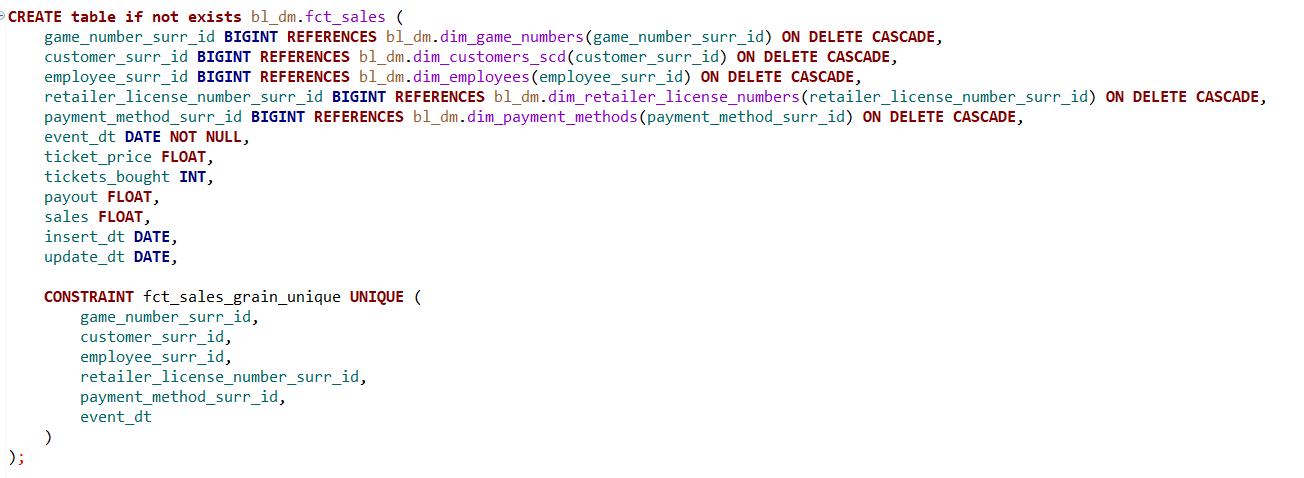 CREATE table if not exists bl_dm.fct_sales (
game_number_surr_id BIGINT REFERENCES bl_dm.dim_game_numbers(game_number_surr_id) ON DELETE CASCADE,
customer_surr_id BIGINT REFERENCES bl_dm.dim_customers_scd(customer_surr_id) ON DELETE CASCADE,
employee_surr_id BIGINT REFERENCES bl_dm.dim_employees(employee_surr_id) ON DELETE CASCADE,
retailer_license_number_surr_id BIGINT REFERENCES bl_dm.dim_retailer_license_numbers(retailer_license_number_surr_id) ON DELETE CASCADE,
payment_method_surr_id BIGINT REFERENCES bl_dm.dim_payment_methods(payment_method_surr_id) ON DELETE CASCADE,
event_dt DATE NOT NULL,
ticket_price FLOAT,
tickets_bought INT,
payout FLOAT,
sales FLOAT,
insert_dt DATE,
update_dt DATE,
CONSTRAINT fct_sales_grain_unique UNIQUE (
game_number_surr_id,
customer_surr_id,
employee_surr_id,
retailer_license_number_surr_id,
payment_method_surr_id,
event_dt
)
);